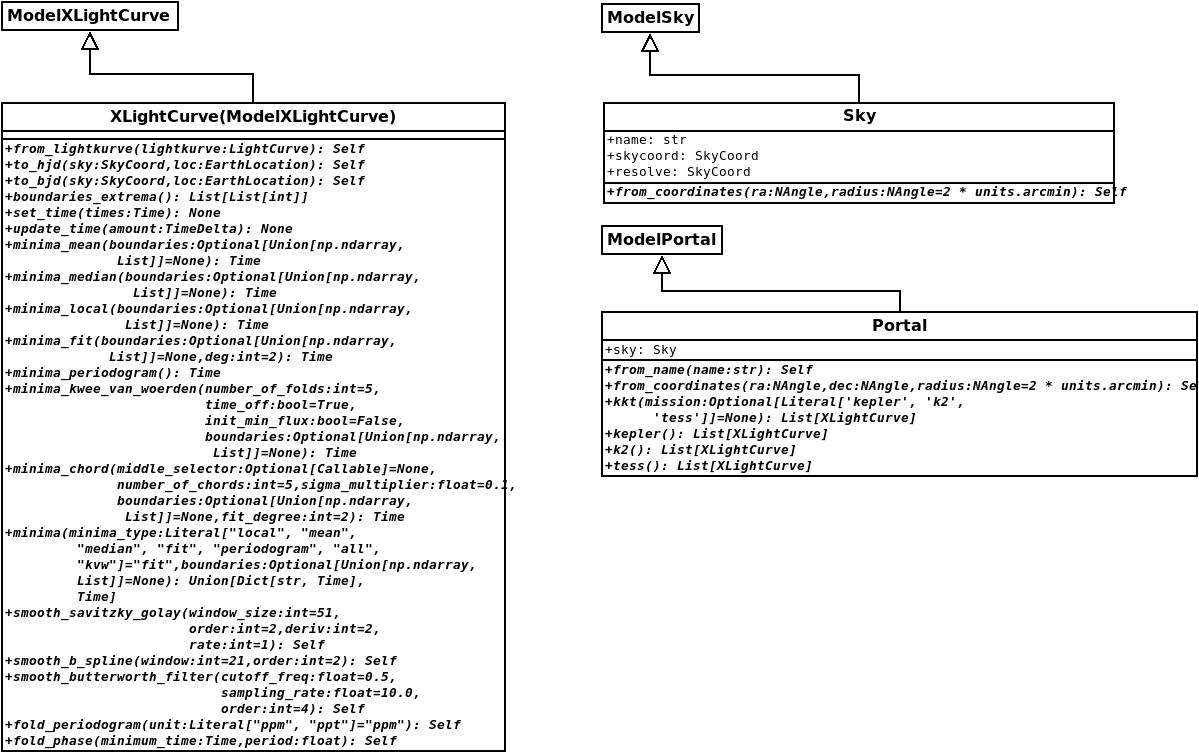 ModelXLightCurve
XLightCurve(ModelXLightCurve)
+from_lightkurve(lightkurve:LightCurve): Self
+to_hjd(sky:SkyCoord,loc:EarthLocation): Self
+to_bjd(sky:SkyCoord,loc:EarthLocation): Self
+boundaries_extrema(): List[List[int]]
+set_time(times:Time): None
+update_time(amount:TimeDelta): None
+minima_mean(boundaries:Optional[Union[np.ndarray,
List]]=None): Time
+minima_median(boundaries:Optional[Union[np.ndarray,
List]]=None): Time
+minima_local(boundaries:Optional[Union[np.ndarray,
List]]=None): Time
+minima_fit(boundaries:Optional[Union[np.ndarray,
List]]=None,deg:int=2): Time
+minima_periodogram(): Time
+minima_kwee_van_woerden(number_of_folds:int=5,
time_off:bool=True,
init_min_flux:bool=False,
boundaries:Optional[Union[np.ndarray,
List]]=None): Time
+minima_chord(middle_selector:Optional[Callable]=None,
number_of_chords:int=5,sigma_multiplier:float=0.1,
boundaries:Optional[Union[np.ndarray,
List]]=None,fit_degree:int=2): Time
+minima(minima_type:Literal["local", "mean",
"median", "fit", "periodogram", "all",
"kvw"]="fit",boundaries:Optional[Union[np.ndarray,
List]]=None): Union[Dict[str, Time],
Time]
+smooth_savitzky_golay(window_size:int=51,
order:int=2,deriv:int=2,
rate:int=1): Self
+smooth_b_spline(window:int=21,order:int=2): Self
+smooth_butterworth_filter(cutoff_freq:float=0.5,
sampling_rate:float=10.0,
order:int=4): Self
+fold_periodogram(unit:Literal["ppm", "ppt"]="ppm"): Self
+fold_phase(minimum_time:Time,period:float): Self
ModelSky
Sky
+name: str
+skycoord: SkyCoord
+resolve: SkyCoord
+from_coordinates(ra:NAngle,radius:NAngle=2 * units.arcmin): Self
ModelPortal
Portal
+sky: Sky
+from_name(name:str): Self
+from_coordinates(ra:NAngle,dec:NAngle,radius:NAngle=2 * units.arcmin): Se
+kkt(mission:Optional[Literal['kepler', 'k2',
'tess']]=None): List[XLightCurve]
+kepler(): List[XLightCurve]
+k2(): List[XLightCurve]
+tess(): List[XLightCurve]